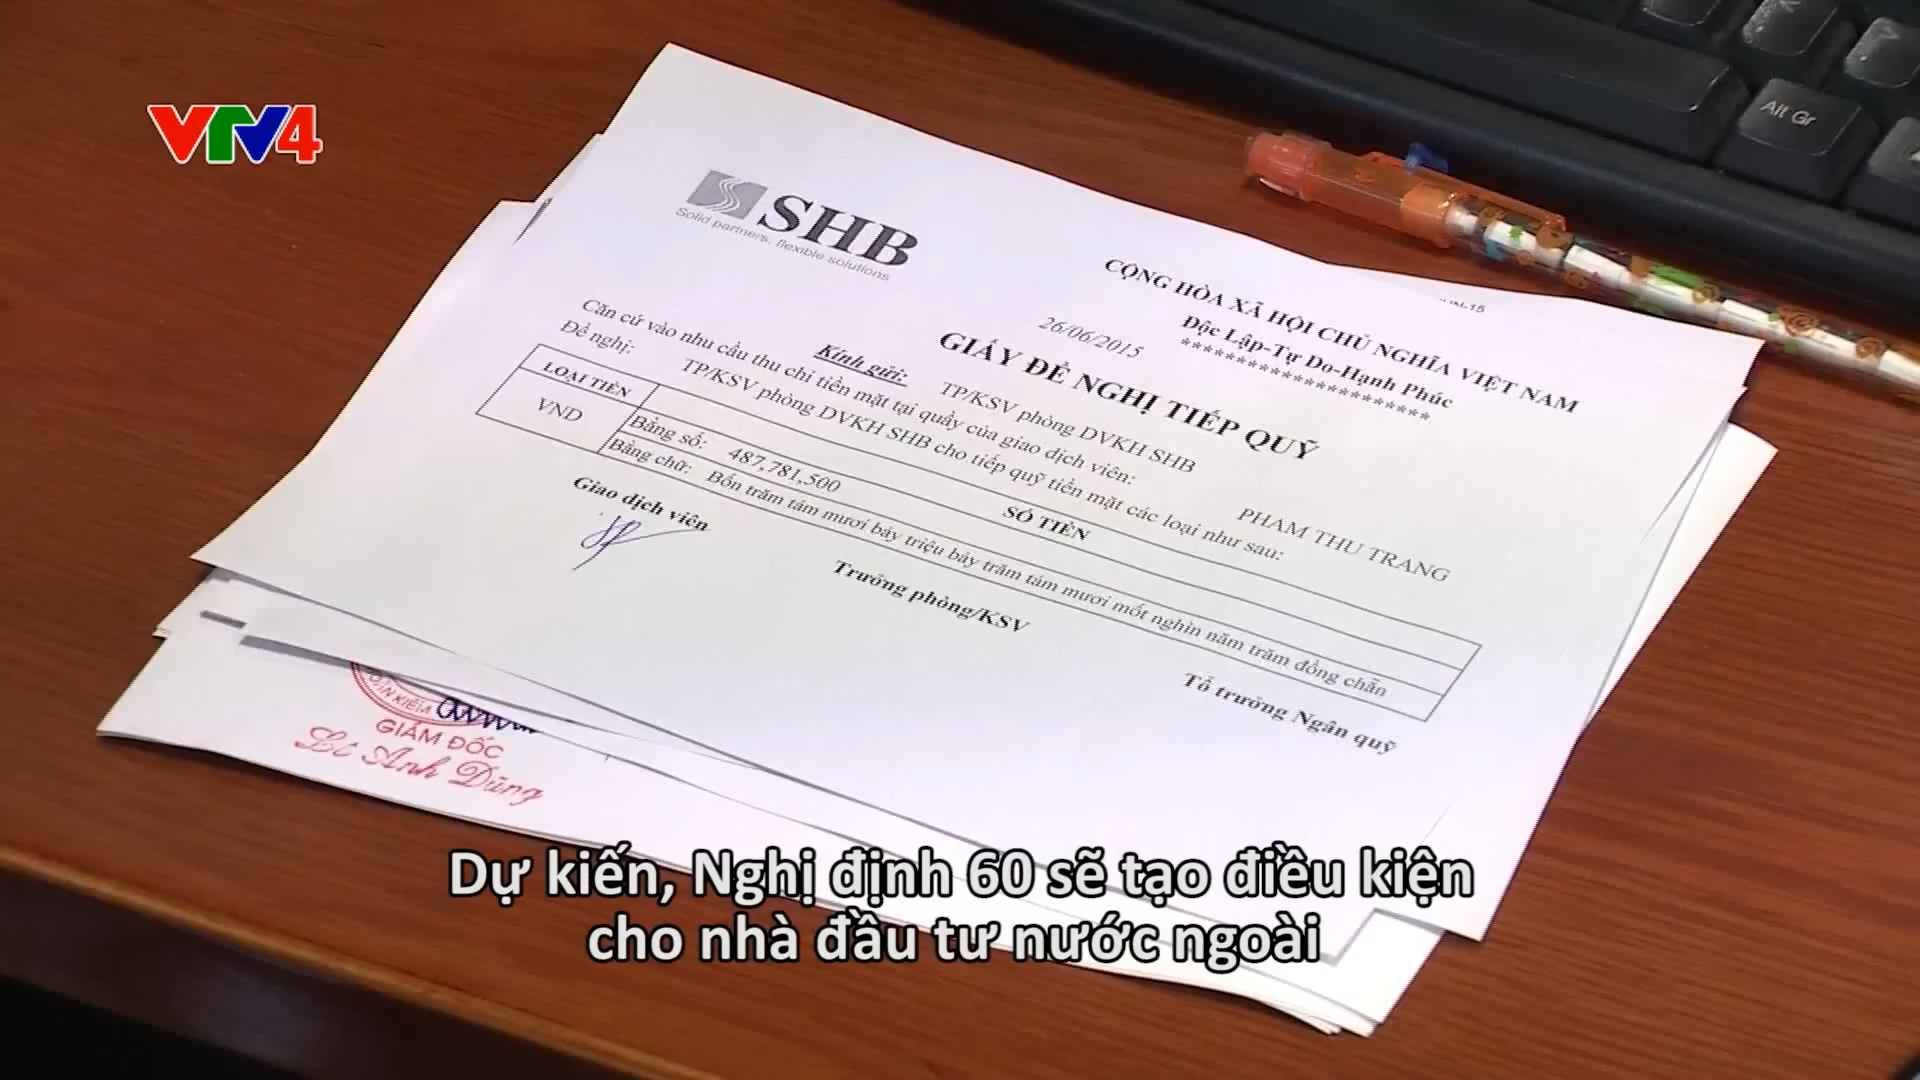 VTV4
Alt Gr
SHB
Solid partners, flexible solutions
CỘNG HÒA XÃ HỘI CHỦ NGHĨA VIỆT NAM
Độc Lập-Tự Do-Hạnh Phúc
********************
26/06/2015
GIẤY ĐỀ NGHỊ TIẾP QUỸ
Kính gửi: TP/KSV phòng DVKH SHB
Căn cứ vào nhu cầu thu chi tiền mặt tại quầy của giao dịch viên: PHAM THU TRANG
Đề nghị: TP/KSV phòng DVKH SHB cho tiếp quỹ tiền mặt các loại như sau:
LOẠI TIỀN SỐ TIỀN
VND Bằng số: 487,781,500
Bằng chữ: Bốn trăm tám mươi bảy triệu bảy trăm tám mươi mốt nghìn năm trăm đồng chẵn
Giao dịch viên Trưởng phòng/KSV Tổ trưởng Ngân quỹ
GIÁM ĐỐC
Lê Anh Dũng
Dự kiến, Nghị định 60 sẽ tạo điều kiện
cho nhà đầu tư nước ngoài